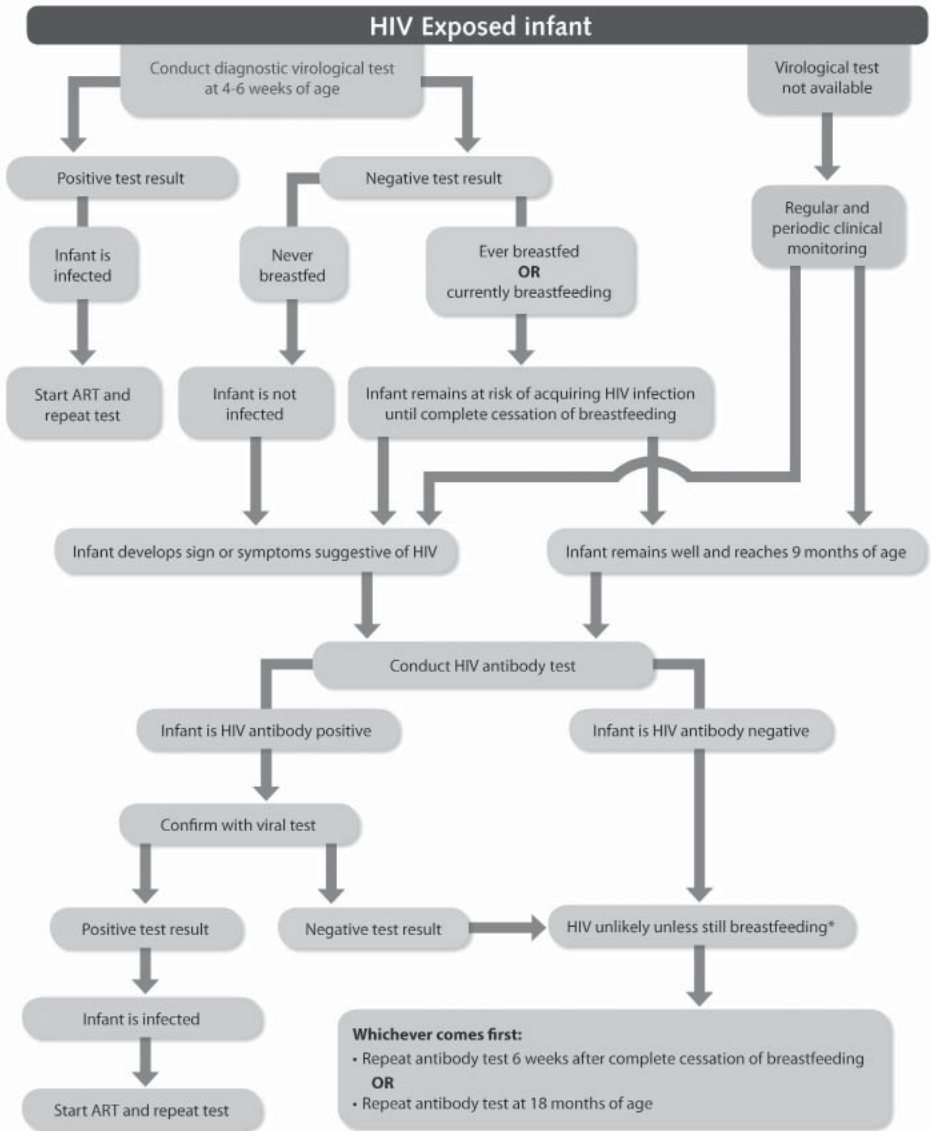 HIV Exposed infant
Conduct diagnostic virological test
at 4-6 weeks of age
Virological test
not available
Positive test result
Negative test result
Regular and
periodic clinical
monitoring
Infant is
infected
Never
breastfed
Ever breastfed
OR
currently breastfeeding
Start ART and
repeat test
Infant is not
infected
Infant remains at risk of acquiring HIV infection
until complete cessation of breastfeeding
Infant develops sign or symptoms suggestive of HIV
Infant remains well and reaches 9 months of age
Conduct HIV antibody test
Infant is HIV antibody positive
Infant is HIV antibody negative
Confirm with viral test
Positive test result
Negative test result
HIV unlikely unless still breastfeeding*
Infant is infected
Start ART and repeat test
Whichever comes first:
• Repeat antibody test 6 weeks after complete cessation of breastfeeding
OR
• Repeat antibody test at 18 months of age